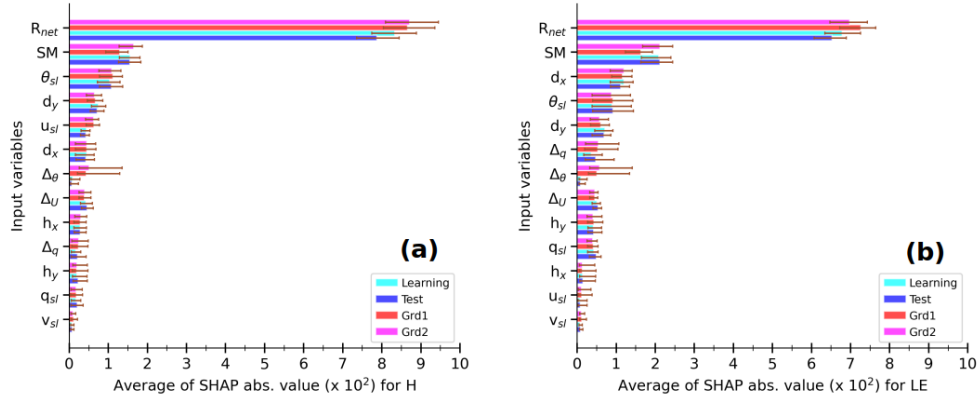 Input variables
R_net
SM
θ_sl
d_y
u_sl
d_x
Δ_θ
Δ_U
h_x
Δ_q
h_y
q_sl
v_sl
(a)
Learning
Test
Grd1
Grd2
0 1 2 3 4 5 6 7 8 9 10
Average of SHAP abs. value (x 10²) for H
Input variables
R_net
SM
d_x
θ_sl
d_y
Δ_q
Δ_θ
Δ_U
h_y
q_sl
h_x
u_sl
v_sl
(b)
Learning
Test
Grd1
Grd2
0 1 2 3 4 5 6 7 8 9 10
Average of SHAP abs. value (x 10²) for LE